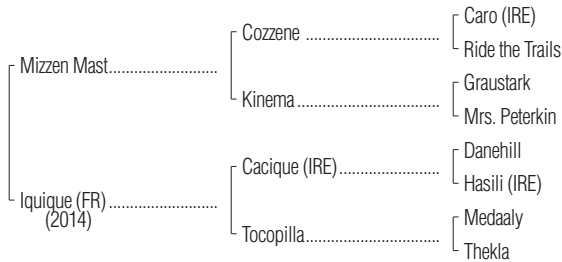 Mizzen Mast
Cozzene
Caro (IRE)
Ride the Trails
Kinema
Graustark
Mrs. Peterkin
Iquique (FR)
(2014)
Cacique (IRE)
Danehill
Hasili (IRE)
Tocopilla
Medaaly
Thekla